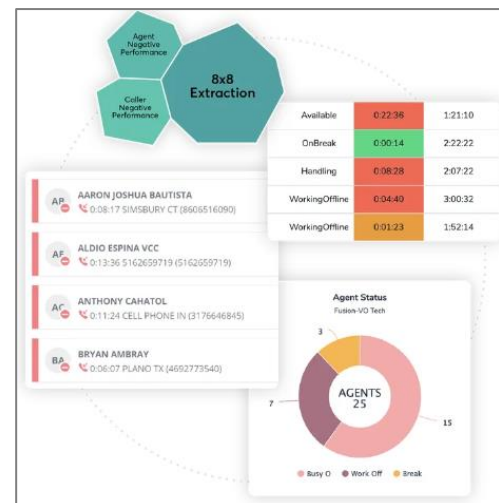 Agent
Negative
Performance
Caller
Negative
Performance
8x8
Extraction
Available 0:22:36 1:21:10
OnBreak 0:00:14 2:22:22
Handling 0:08:28 2:07:22
WorkingOffline 0:04:40 3:00:32
WorkingOffline 0:01:23 1:52:14
AB AARON JOSHUA BAUTISTA
0:08:17 SIMSBURY CT (8606516090)
AE ALDIO ESPINA VCC
0:13:36 5162659719 (5162659719)
AC ANTHONY CAHATOL
0:11:24 CELL PHONE IN (3176646845)
BA BRYAN AMBRAY
0:06:07 PLANO TX (4692773540)
Agent Status
Fusion-VO Tech
3
7
AGENTS
25
15
Busy O Work Off Break